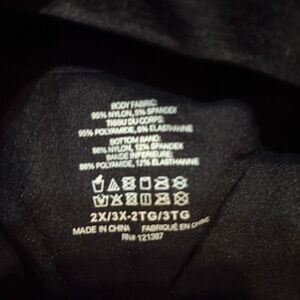 BODY FABRIC:
95% NYLON, 5% SPANDEX
TISSU DU CORPS:
95% POLYAMIDE, 5% ELASTHANNE
BOTTOM BAND:
88% NYLON, 12% SPANDEX
BANDE INFÉRIEURE:
88% POLYAMIDE, 12% ELASTHANNE
2X/3X-2TG/3TG
MADE IN CHINA FABRIQUÉ EN CHINE
RN# 121387